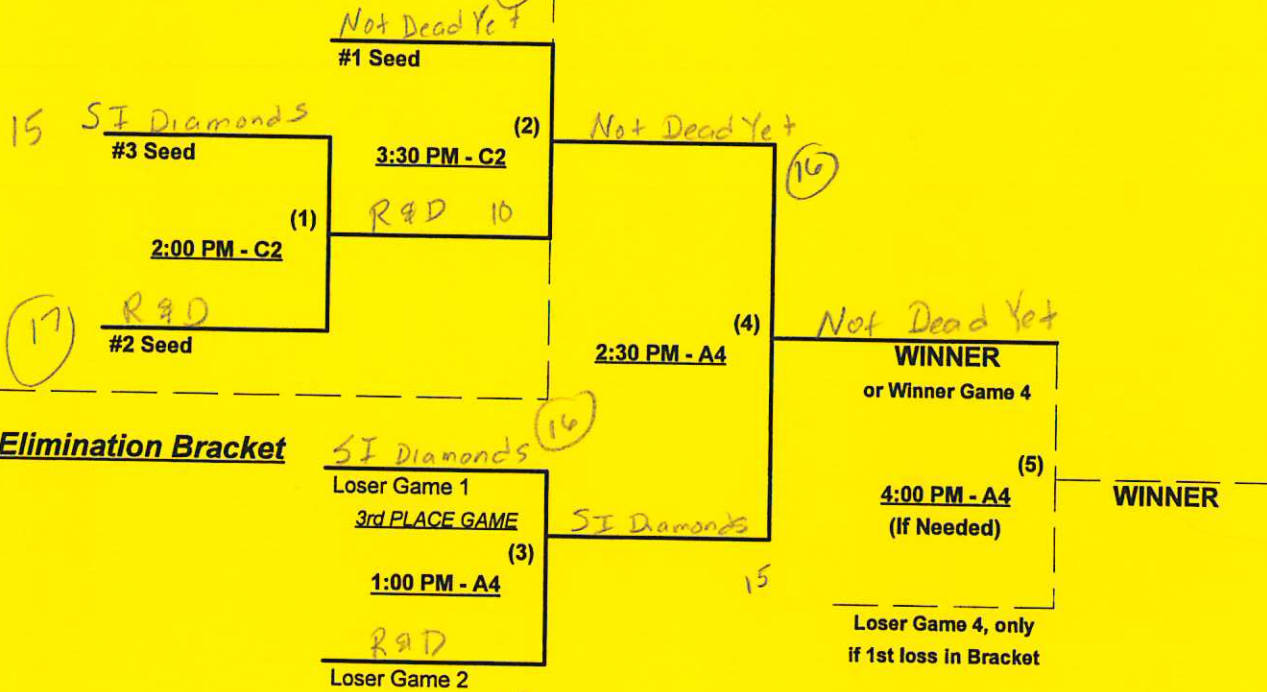 Not Dead Yet
#1 Seed
15 SI Diamonds
#3 Seed
(2)
Not Dead Yet
3:30 PM - C2
16
(1)
R&D 10
2:00 PM - C2
17
R&D
#2 Seed
(4)
Not Dead Yet
2:30 PM - A4
WINNER
or Winner Game 4
16
Elimination Bracket
SI Diamonds
Loser Game 1
(5)
3rd PLACE GAME
SI Diamonds
4:00 PM - A4
WINNER
(3)
(If Needed)
1:00 PM - A4
15
Loser Game 4, only
if 1st loss in Bracket
R&D
Loser Game 2